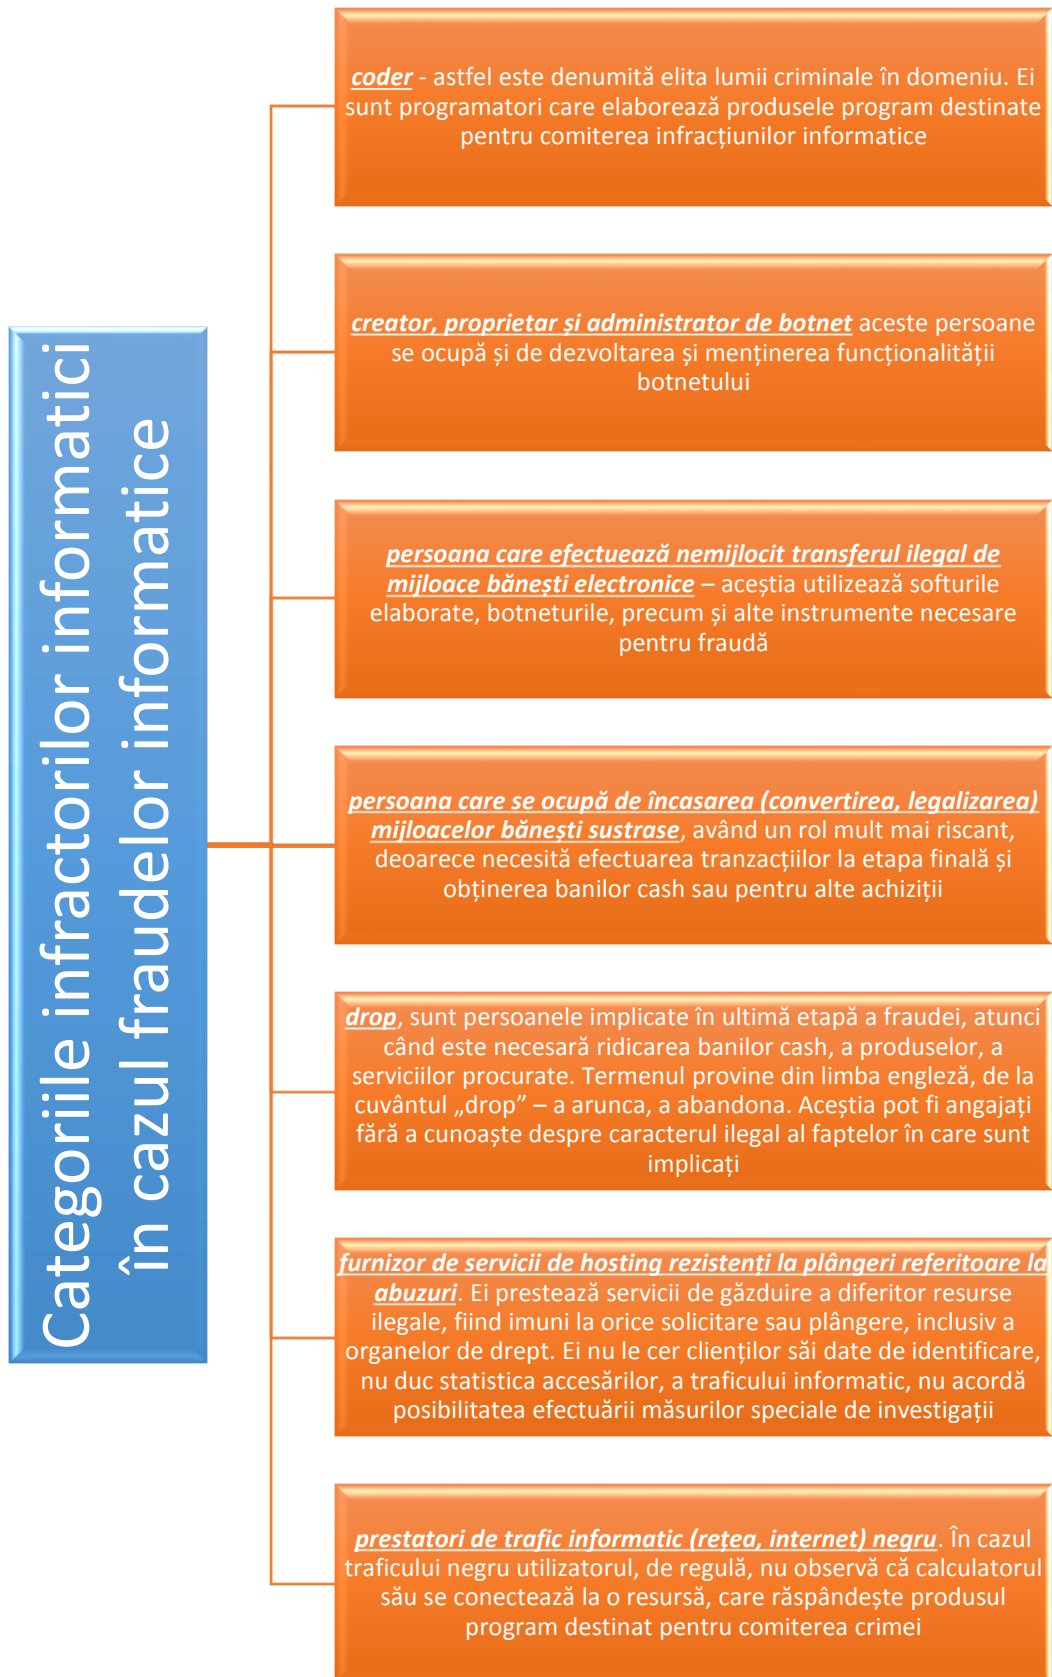 Categoriile infractorilor informatici
în cazul fraudelor informatice
coder - astfel este denumită elita lumii criminale în domeniu. Ei
sunt programatori care elaborează produsele program destinate
pentru comiterea infracțiunilor informatice
creator, proprietar și administrator de botnet aceste persoane
se ocupă și de dezvoltarea și menținerea funcționalității
botnetului
persoana care efectuează nemijlocit transferul ilegal de
mijloace bănești electronice – aceștia utilizează softurile
elaborate, botneturile, precum și alte instrumente necesare
pentru fraudă
persoana care se ocupă de încasarea (convertirea, legalizarea)
mijloacelor bănești sustrase, având un rol mult mai riscant,
deoarece necesită efectuarea tranzacțiilor la etapa finală și
obținerea banilor cash sau pentru alte achiziții
drop, sunt persoanele implicate în ultimă etapă a fraudei, atunci
când este necesară ridicarea banilor cash, a produselor, a
serviciilor procurate. Termenul provine din limba engleză, de la
cuvântul „drop” – a arunca, a abandona. Aceștia pot fi angajați
fără a cunoaște despre caracterul ilegal al faptelor în care sunt
implicați
furnizor de servicii de hosting rezistenți la plângeri referitoare la
abuzuri. Ei prestează servicii de găzduire a diferitor resurse
ilegale, fiind imuni la orice solicitare sau plângere, inclusiv a
organelor de drept. Ei nu le cer clienților săi date de identificare,
nu duc statistica accesărilor, a traficului informatic, nu acordă
posibilitatea efectuării măsurilor speciale de investigații
prestatori de trafic informatic (rețea, internet) negru. În cazul
traficului negru utilizatorul, de regulă, nu observă că calculatorul
său se conectează la o resursă, care răspândește produsul
program destinat pentru comiterea crimei